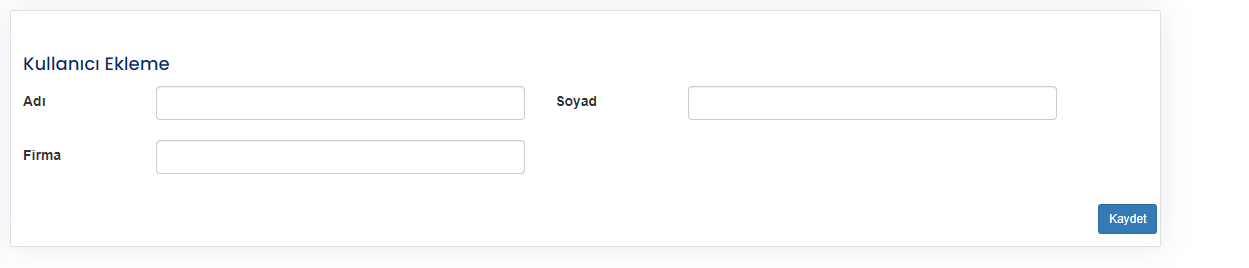 Kullanıcı Ekleme
Adı
Soyad
Firma
Kaydet